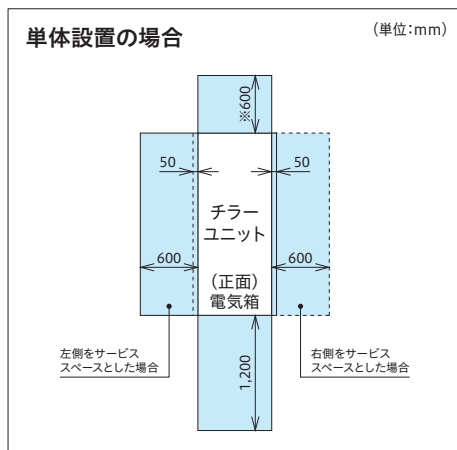 単体設置の場合
（単位：mm）
※600
50
50
チラー
ユニット
600
600
（正面）
電気箱
左側をサービス
スペースとした場合
右側をサービス
スペースとした場合
1,200